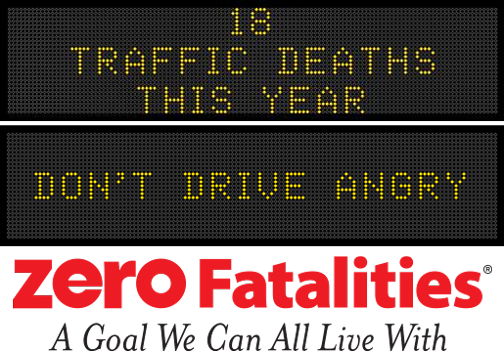 18
TRAFFIC DEATHS
THIS YEAR
DON'T DRIVE ANGRY
zero Fatalities®
A Goal We Can All Live With